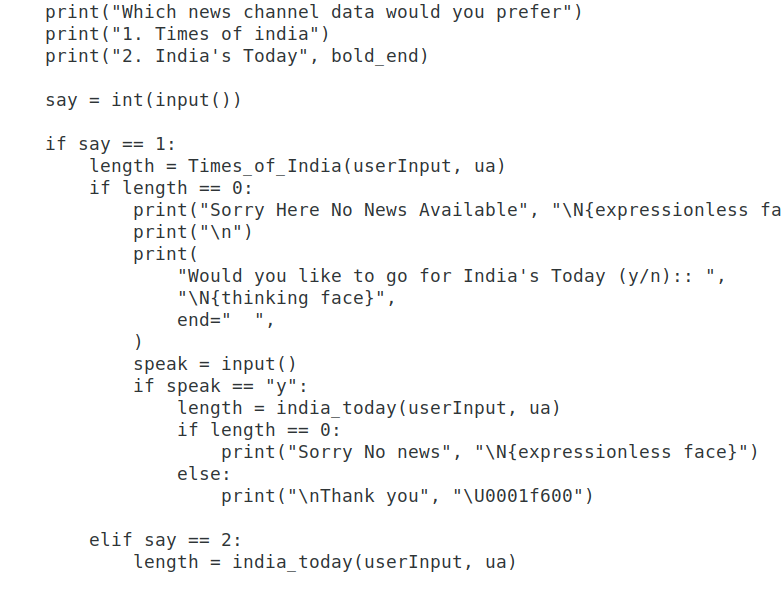 print("Which news channel data would you prefer")
print("1. Times of india")
print("2. India's Today", bold_end)

say = int(input())

if say == 1:
    length = Times_of_India(userInput, ua)
    if length == 0:
        print("Sorry Here No News Available", "\N{expressionless fa
        print("\n")
        print(
            "Would you like to go for India's Today (y/n):: ",
            "\N{thinking face}",
            end="  ",
        )
        speak = input()
        if speak == "y":
            length = india_today(userInput, ua)
            if length == 0:
                print("Sorry No news", "\N{expressionless face}")
            else:
                print("\nThank you", "\U0001f600")

    elif say == 2:
        length = india_today(userInput, ua)